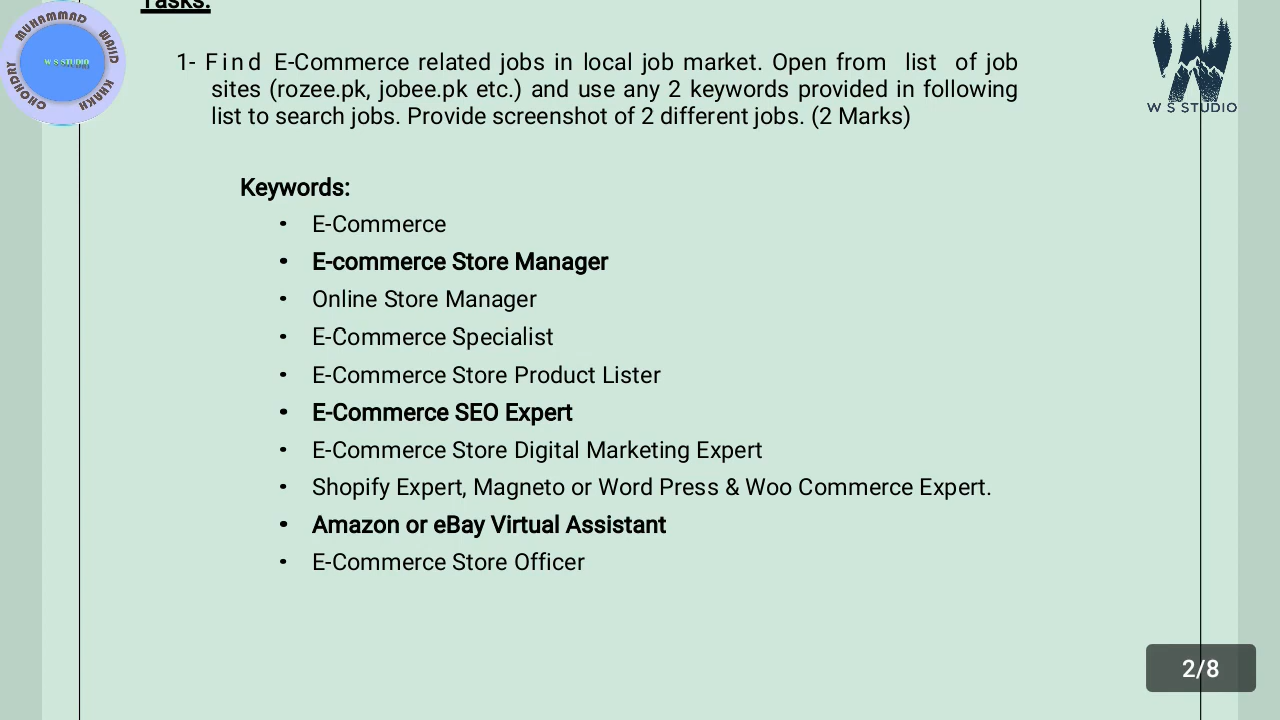 Tasks:
MUHAMMAD WAJID
W S STUDIO
CHOHDRY KHAKH
W S STUDIO
1- Find E-Commerce related jobs in local job market. Open from list of job
sites (rozee.pk, jobee.pk etc.) and use any 2 keywords provided in following
list to search jobs. Provide screenshot of 2 different jobs. (2 Marks)
Keywords:
• E-Commerce
• E-commerce Store Manager
• Online Store Manager
• E-Commerce Specialist
• E-Commerce Store Product Lister
• E-Commerce SEO Expert
• E-Commerce Store Digital Marketing Expert
• Shopify Expert, Magneto or Word Press & Woo Commerce Expert.
• Amazon or eBay Virtual Assistant
• E-Commerce Store Officer
2/8